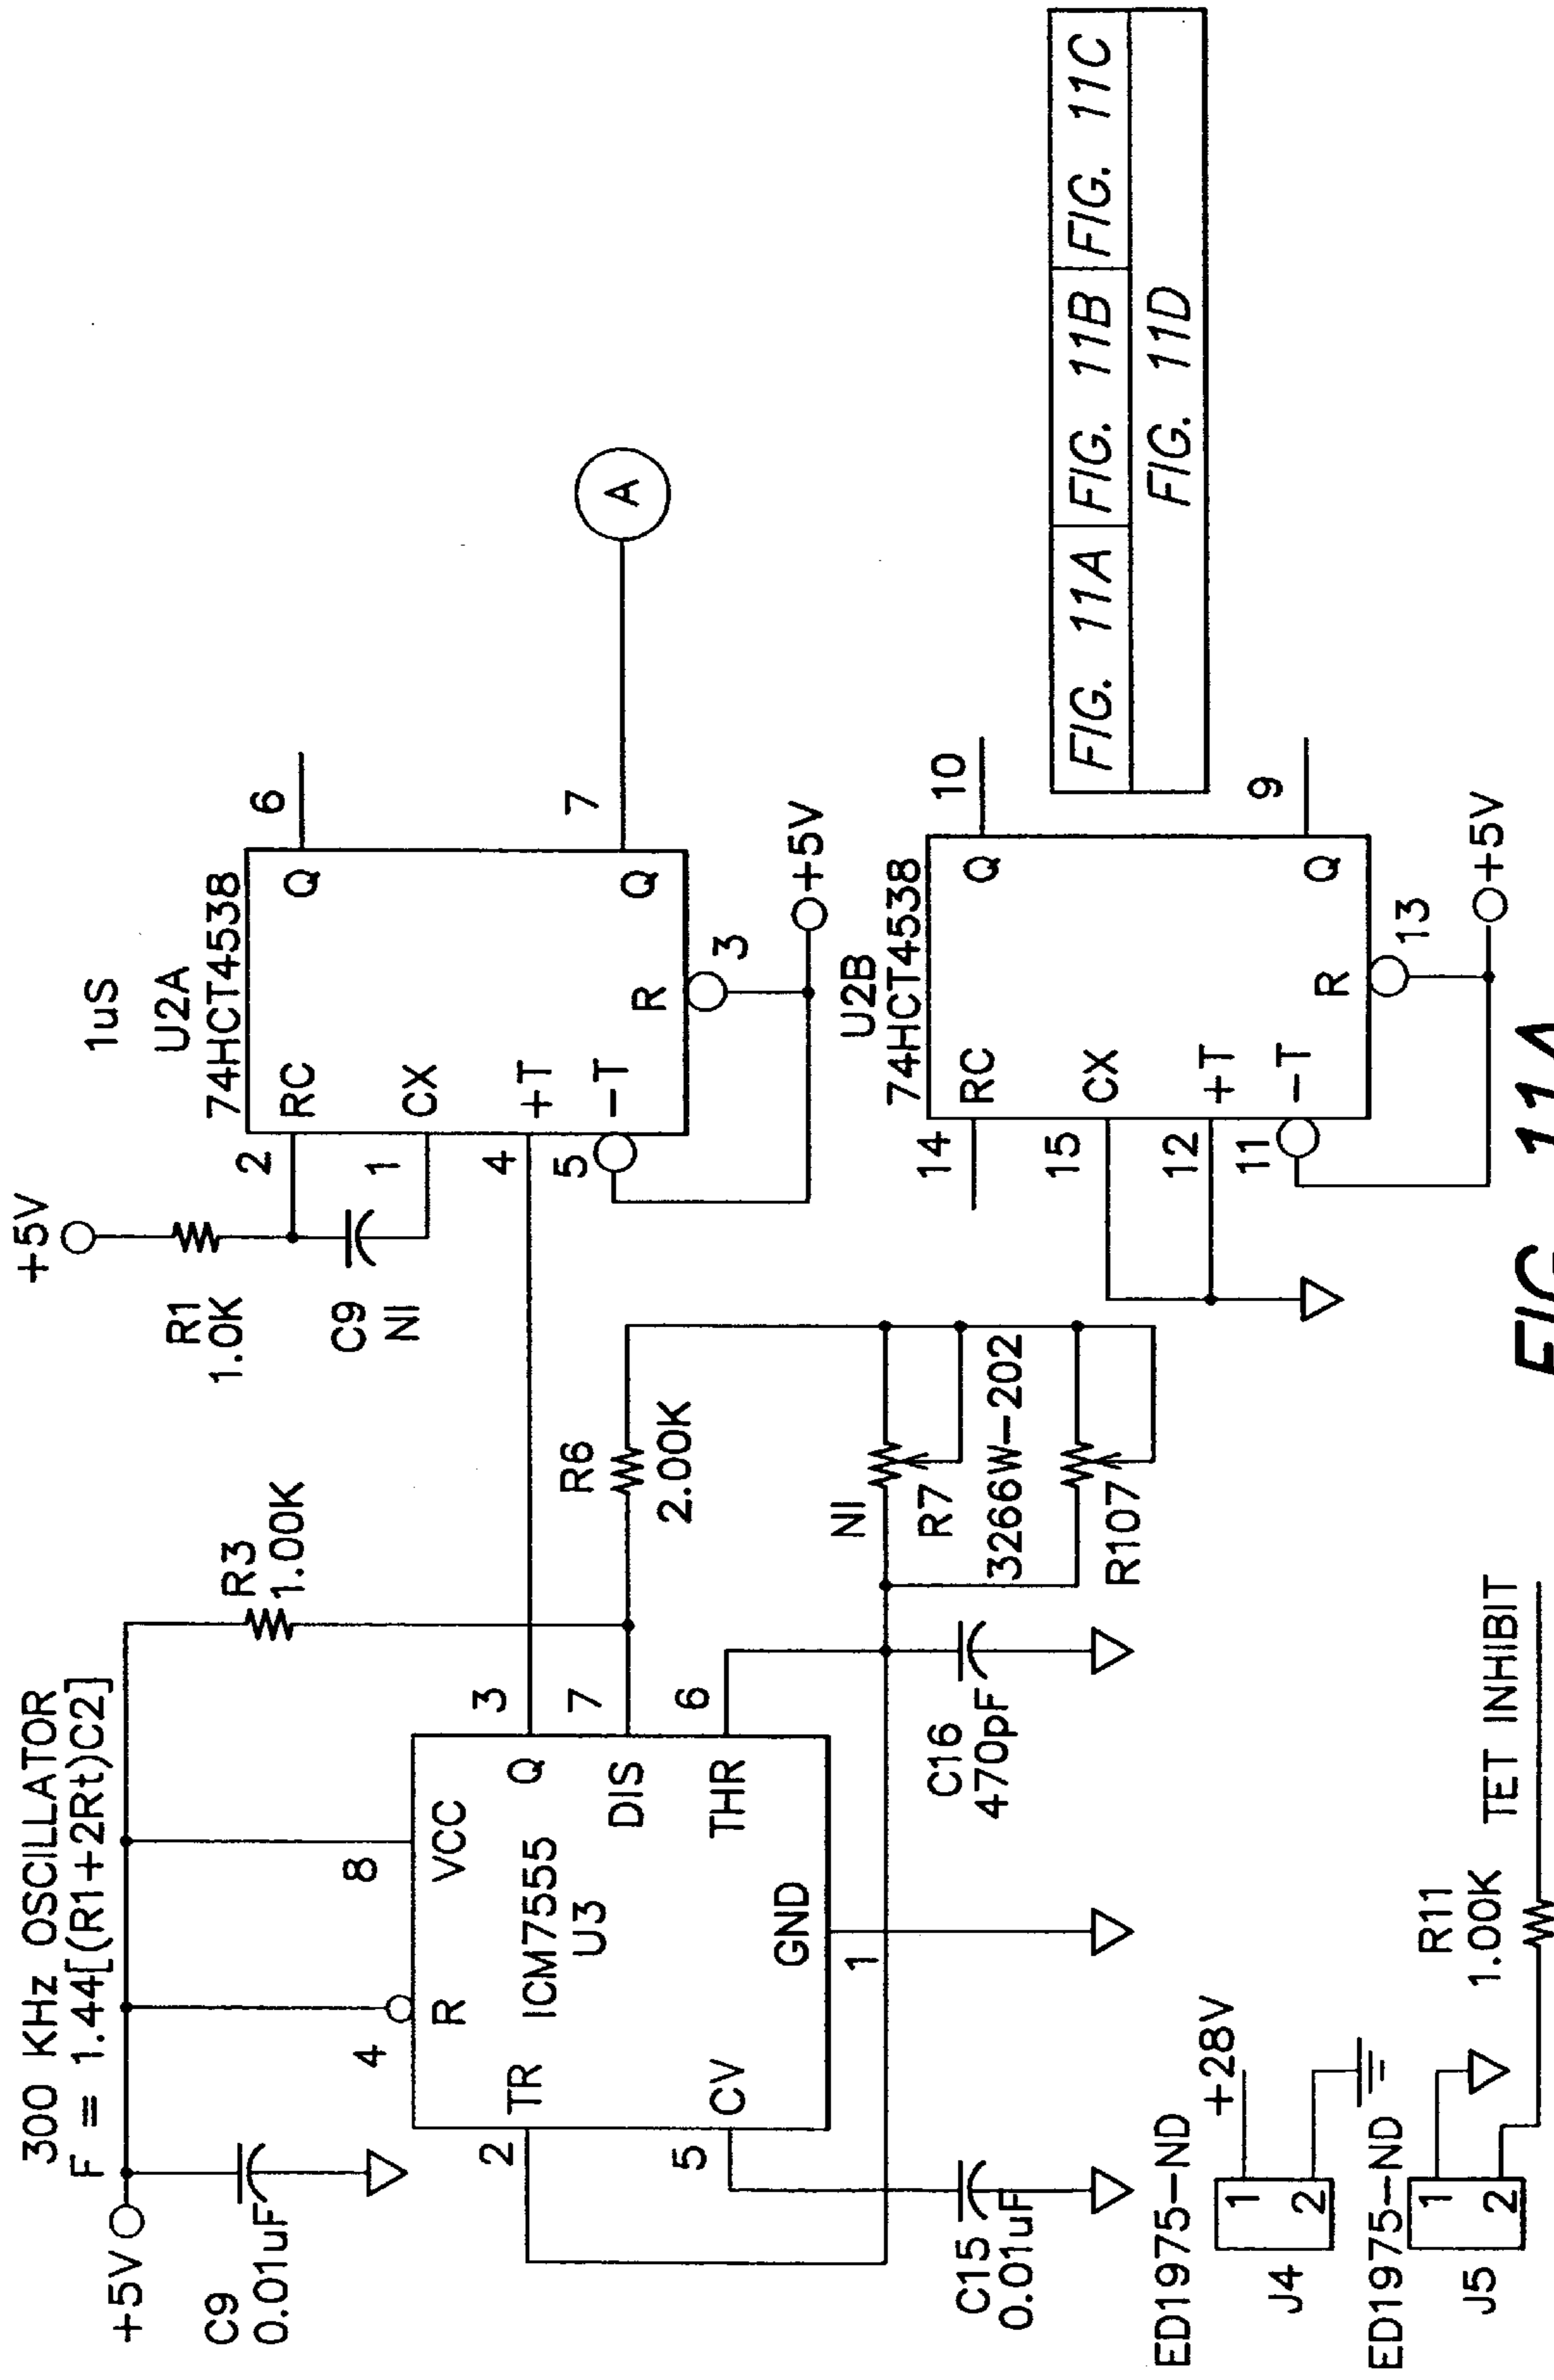 300 KHz OSCILLATOR
F = 1.44[(R1+2Rt)C2]
+5V
C9
0.01uF
R3
1.00K
4
8
R
VCC
TR
2
ICM7555
U3
Q
3
DIS
7
THR
6
CV
5
GND
1
C15
0.01uF
C16
470pF
R6
2.00K
NI
R7
3266W-202
R107
+5V
R1
1.0K
C9
NI
1uS
U2A
74HCT4538
2
RC
1
CX
4
+T
5
-T
Q
6
Q
7
R
3
+5V
A
U2B
74HCT4538
14
RC
15
CX
12
+T
11
-T
Q
10
Q
9
R
13
+5V
ED1975-ND
J4
1
2
+28V
ED1975-ND
J5
1
2
R11
1.00K
TET INHIBIT
FIG. 11A
FIG. 11B
FIG. 11C
FIG. 11D
FIG. 11A